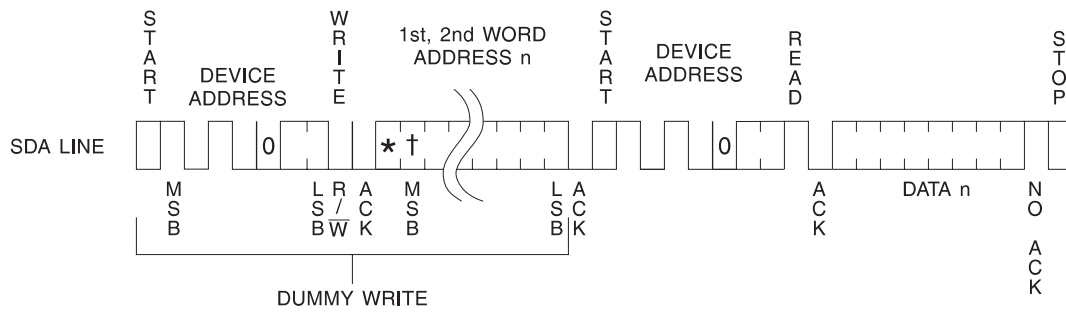 START
WRITE
1st, 2nd WORD
ADDRESS n
START
DEVICE
ADDRESS
READ
STOP
DEVICE
ADDRESS
SDA LINE
0
* †
0
MSB
LSB
R/W
ACK
MSB
LSB
ACK
ACK
DATA n
NO ACK
DUMMY WRITE